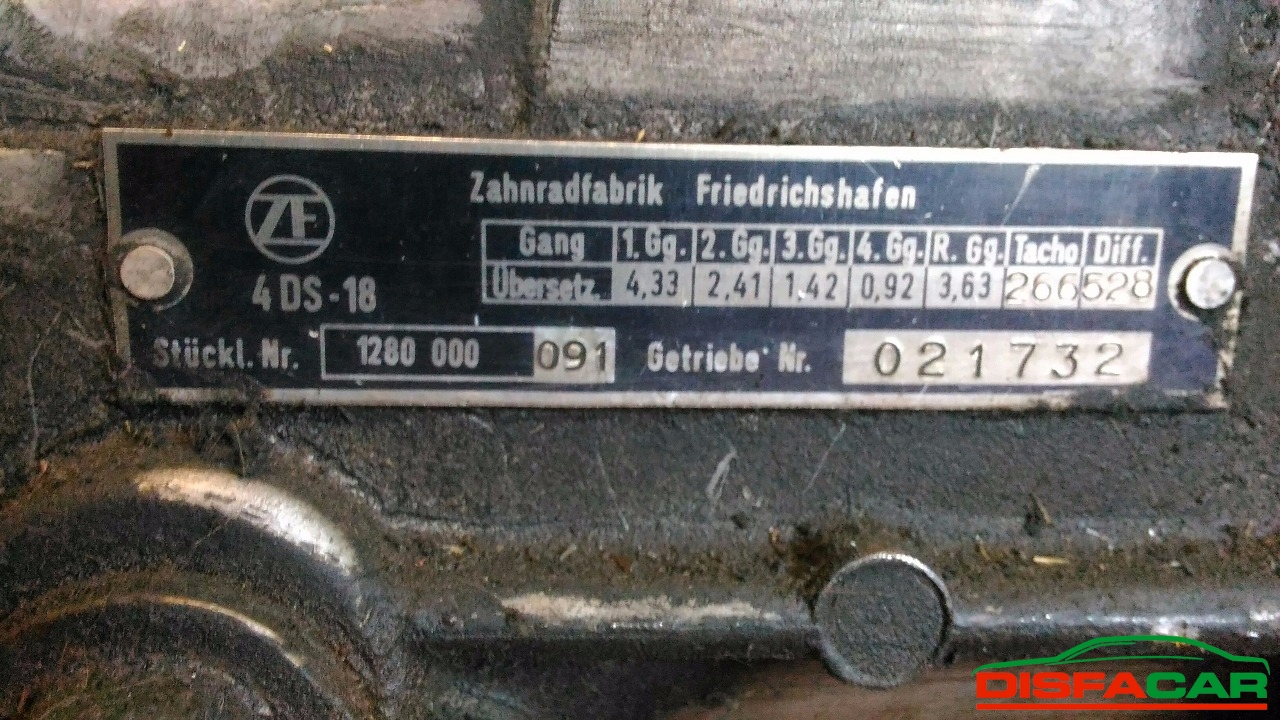 Zahnradfabrik Friedrichshafen
ZF
4 DS-18
Gang 1.Gg. 2.Gg. 3.Gg. 4.Gg. R.Gg. Tacho Diff.
Übersetz. 4,33 2,41 1,42 0,92 3,63 266 528
Stückl. Nr. 1280 000 091 Getriebe Nr. 021732
DISFACAR